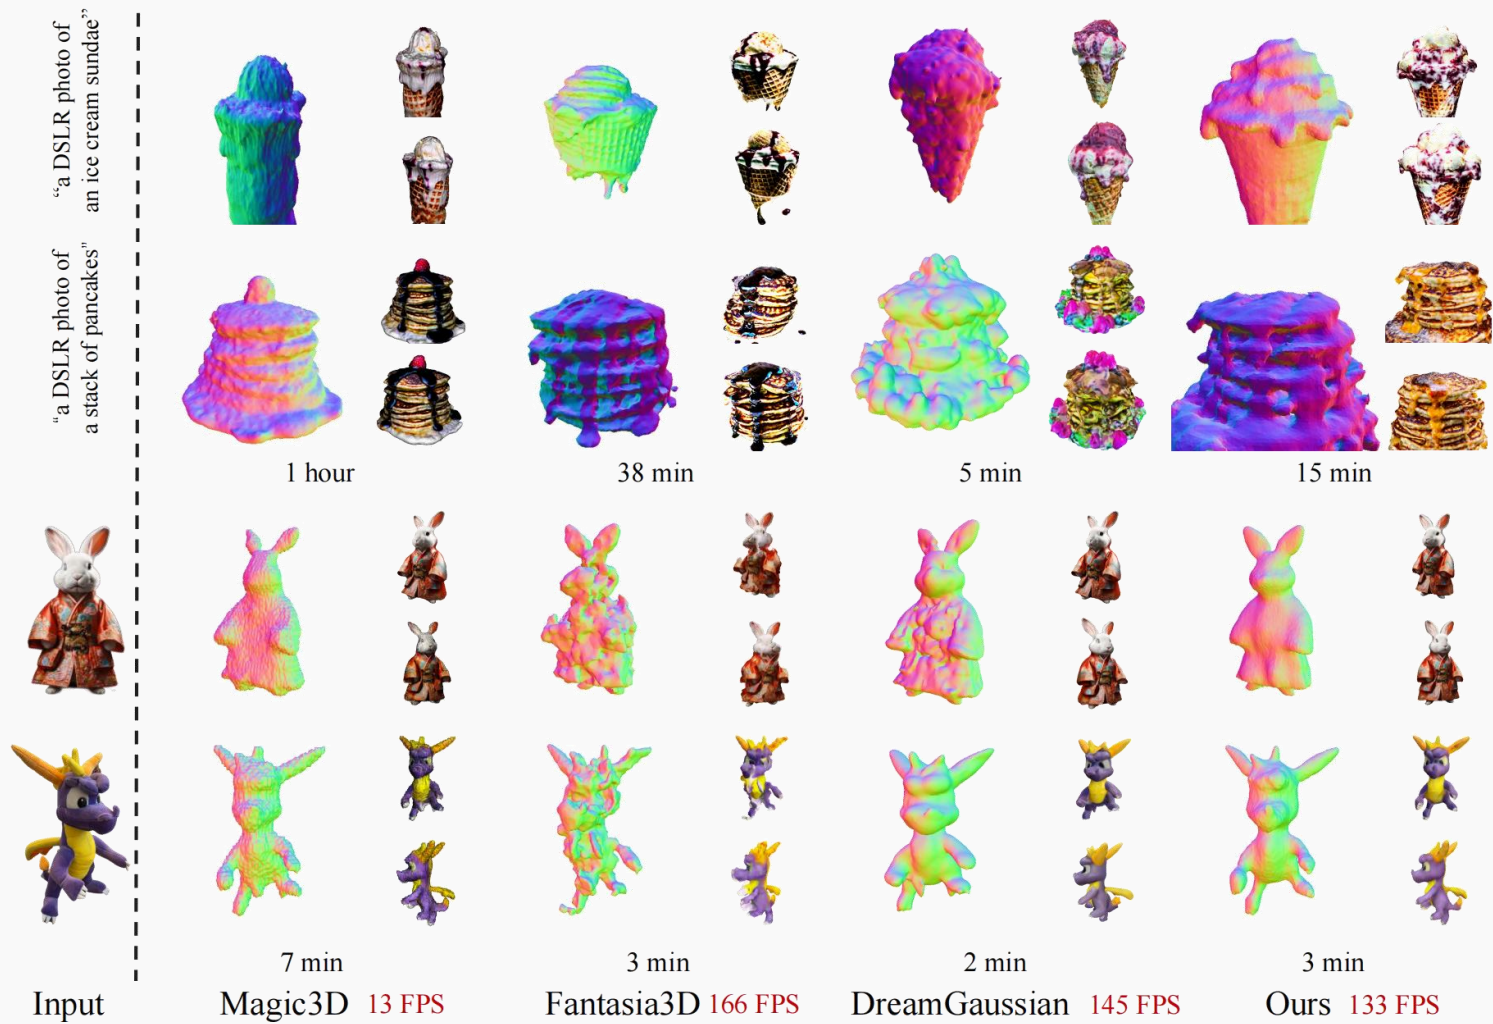 “a DSLR photo of
an ice cream sundae”
“a DSLR photo of
a stack of pancakes"
1 hour 38 min 5 min 15 min
7 min 3 min 2 min 3 min
Input Magic3D 13 FPS Fantasia3D 166 FPS DreamGaussian 145 FPS Ours 133 FPS